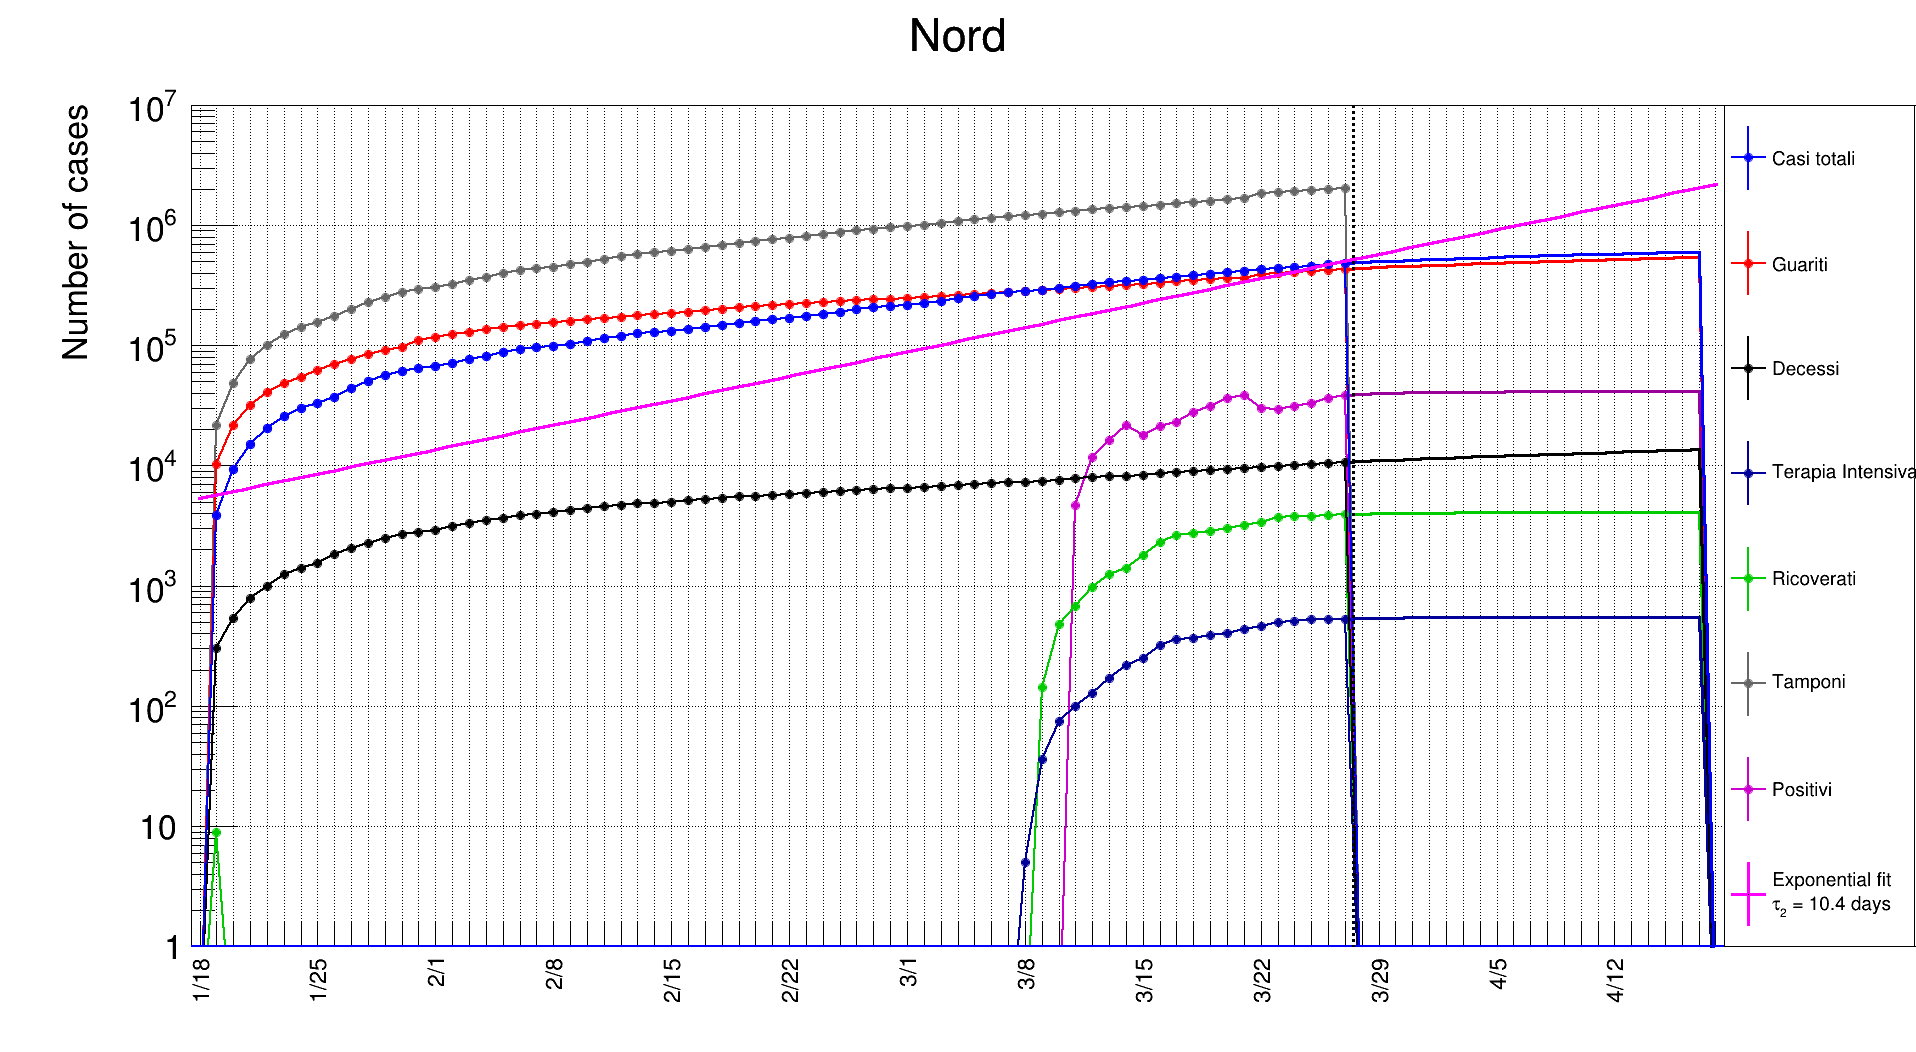 Nord
Number of cases
10^7
10^6
10^5
10^4
10^3
10^2
10
1
1/18
1/25
2/1
2/8
2/15
2/22
3/1
3/8
3/15
3/22
3/29
4/5
4/12
Casi totali
Guariti
Decessi
Terapia Intensiva
Ricoverati
Tamponi
Positivi
Exponential fit
τ_2 = 10.4 days